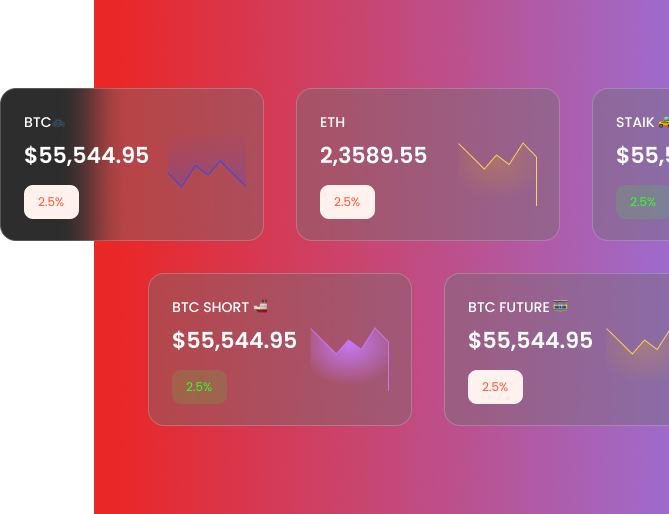 BTC
$55,544.95
2.5%
ETH
2,3589.55
2.5%
STAIK
$55,5
2.5%
BTC SHORT
$55,544.95
2.5%
BTC FUTURE
$55,544.95
2.5%